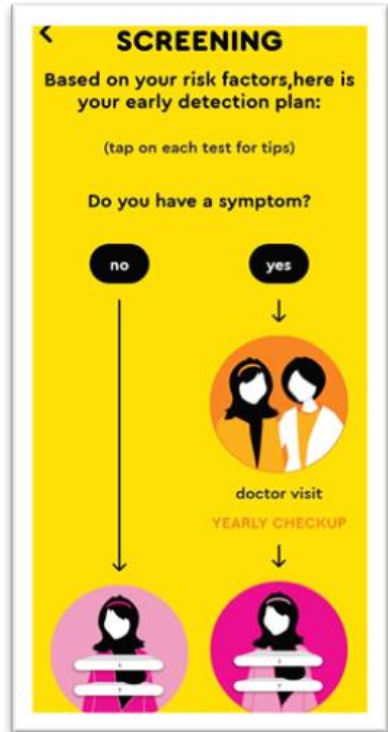 SCREENING
Based on your risk factors,here is
your early detection plan:
(tap on each test for tips)
Do you have a symptom?
no
yes
doctor visit
YEARLY CHECKUP